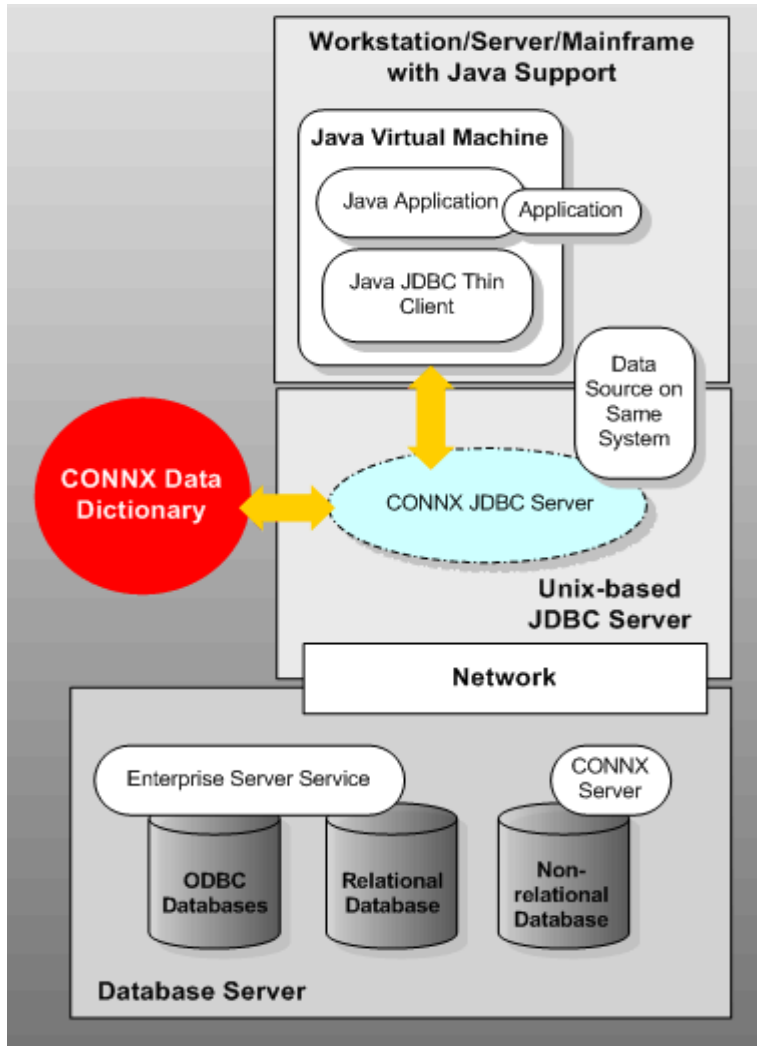 Workstation/Server/Mainframe
with Java Support
Java Virtual Machine
Java Application
Application
Java JDBC Thin
Client
Data
Source on
Same
System
CONNX Data
Dictionary
CONNX JDBC Server
Unix-based
JDBC Server
Network
Enterprise Server Service
CONNX
Server
ODBC
Databases
Relational
Database
Non-
relational
Database
Database Server